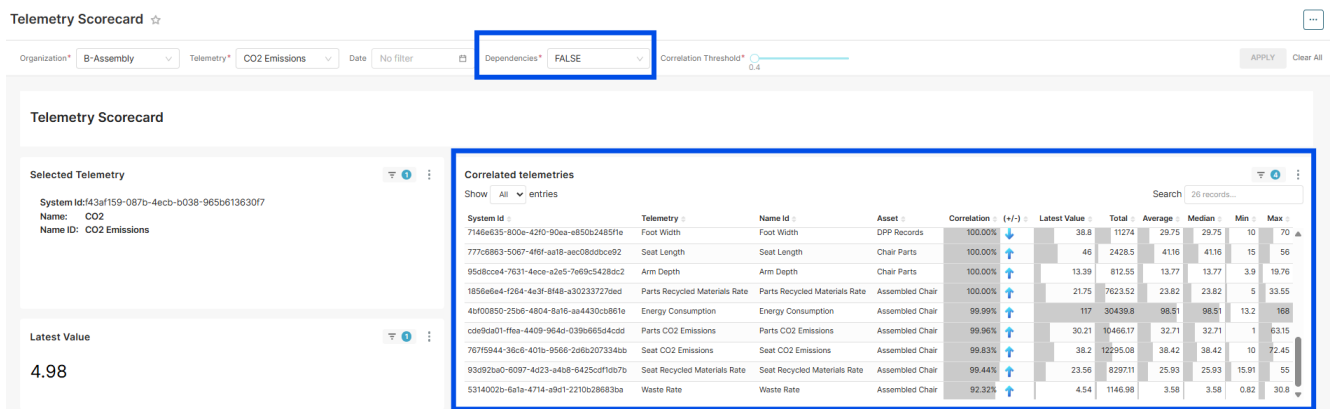 Telemetry Scorecard
Organization* B-Assembly Telemetry* CO2 Emissions Date No filter Dependencies* FALSE Correlation Threshold* 0.4 APPLY Clear All
Telemetry Scorecard
Selected Telemetry 1
System Id:f43af159-087b-4ecb-b038-965b613630f7
Name: CO2
Name ID: CO2 Emissions
Latest Value 1
4.98
Correlated telemetries 4
Show All entries Search 26 records...
System Id Telemetry Name Id Asset Correlation (+/-) Latest Value Total Average Median Min Max
7146e635-800e-42f0-90ea-e850b2485f1e Foot Width Foot Width DPP Records 100.00% 38.8 11274 29.75 29.75 10 70
777c6863-5067-4f6f-aa18-aec08ddbce92 Seat Length Seat Length Chair Parts 100.00% 46 2428.5 41.16 41.16 15 56
95d8cce4-7631-4ece-a2e5-7e69c5428dc2 Arm Depth Arm Depth Chair Parts 100.00% 13.39 812.55 13.77 13.77 3.9 19.76
1856e6e4-f264-4e3f-8f48-a30233727ded Parts Recycled Materials Rate Parts Recycled Materials Rate Assembled Chair 100.00% 21.75 7623.52 23.82 23.82 5 33.55
4bf00850-25b6-4804-8a16-aa4430cb861e Energy Consumption Energy Consumption Assembled Chair 99.99% 117 30439.8 98.51 98.51 13.2 168
cde9da01-ffea-4409-964d-039b665d4cdd Parts CO2 Emissions Parts CO2 Emissions Assembled Chair 99.96% 30.21 10466.17 32.71 32.71 1 63.15
767f5944-36c6-401b-9566-2d6b207334bb Seat CO2 Emissions Seat CO2 Emissions Assembled Chair 99.83% 38.2 12295.08 38.42 38.42 10 72.45
93d92ba0-6097-4d23-a4b8-6425cdf1db7b Seat Recycled Materials Rate Seat Recycled Materials Rate Assembled Chair 99.44% 23.56 8297.11 25.93 25.93 15.91 55
5314002b-6a1a-4714-a9d1-2210b28683ba Waste Rate Waste Rate Assembled Chair 92.32% 4.54 1146.98 3.58 3.58 0.82 30.8